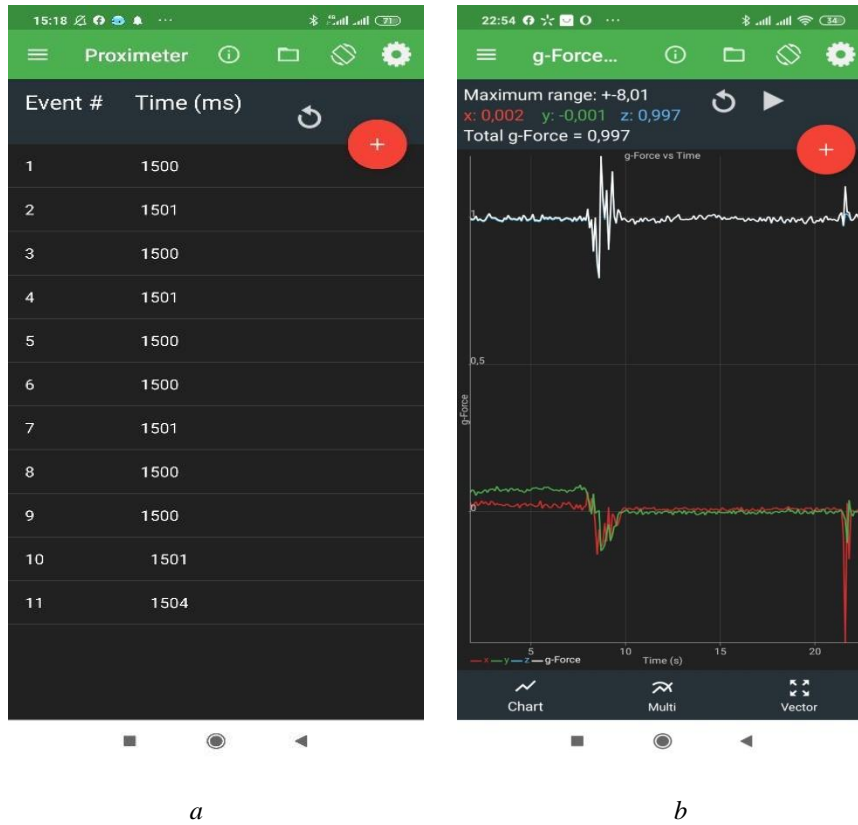 15:18
71
Proximeter
Event # Time (ms)
+
1 1500
2 1501
3 1500
4 1501
5 1500
6 1500
7 1501
8 1500
9 1500
10 1501
11 1504
a
22:54
34
g-Force...
Maximum range: +-8,01
x: 0,002 y: -0,001 z: 0,997
Total g-Force = 0,997
+
g-Force vs Time
1
0,5
g-Force
0
5 10 15 20
x y z g-Force Time (s)
Chart Multi Vector
b